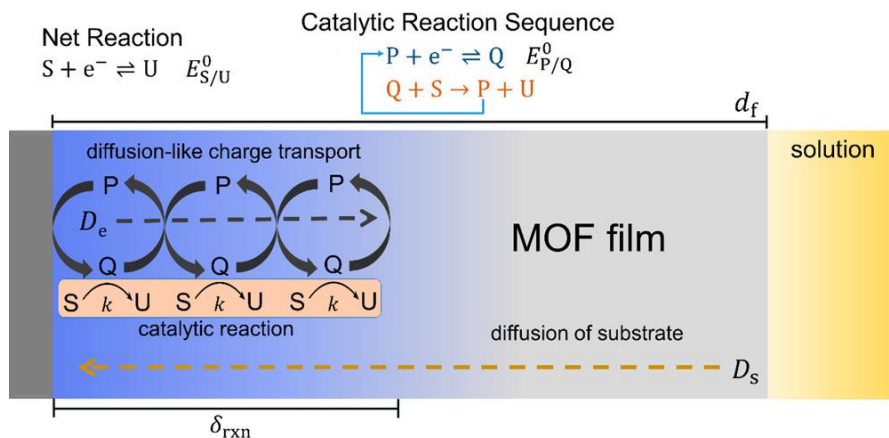 Net Reaction
S + e⁻ ⇌ U E⁰S/U
Catalytic Reaction Sequence
P + e⁻ ⇌ Q E⁰P/Q
Q + S → P + U
df
diffusion-like charge transport
solution
P P P
De
MOF film
Q Q Q
S k U S k U S k U
catalytic reaction
diffusion of substrate
Ds
δrxn